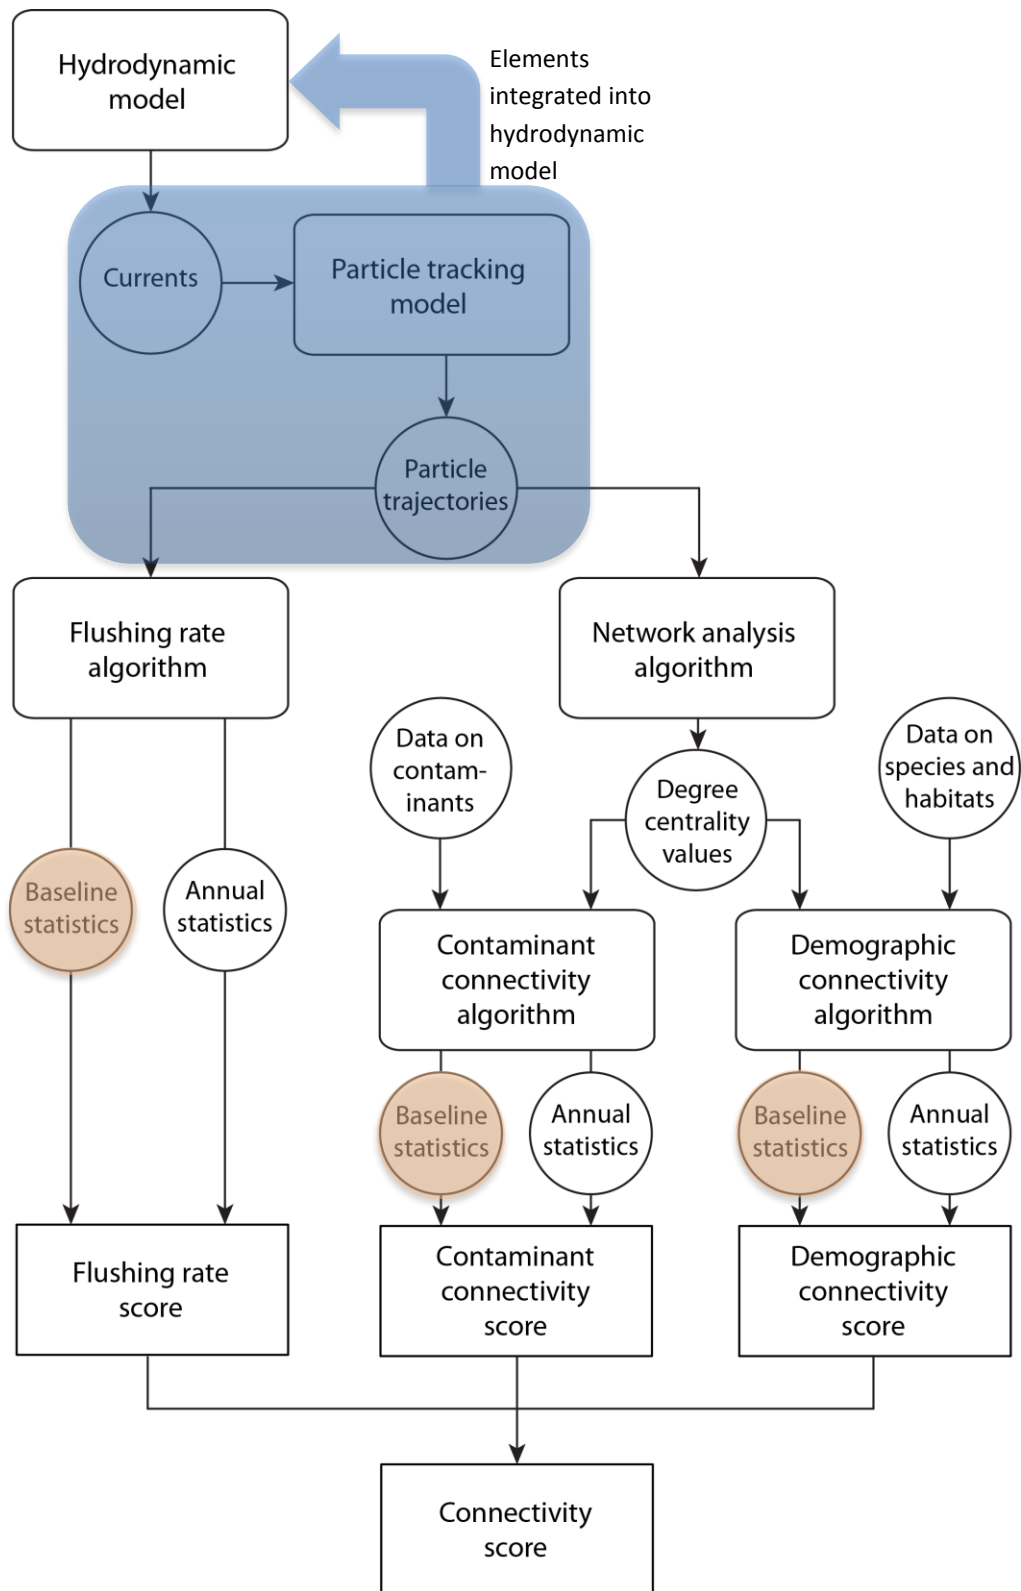 Hydrodynamic
model
Elements
integrated into
hydrodynamic
model
Currents
Particle tracking
model
Particle
trajectories
Flushing rate
algorithm
Network analysis
algorithm
Data on
contam-
inants
Degree
centrality
values
Data on
species and
habitats
Baseline
statistics
Annual
statistics
Contaminant
connectivity
algorithm
Demographic
connectivity
algorithm
Baseline
statistics
Annual
statistics
Baseline
statistics
Annual
statistics
Flushing rate
score
Contaminant
connectivity
score
Demographic
connectivity
score
Connectivity
score